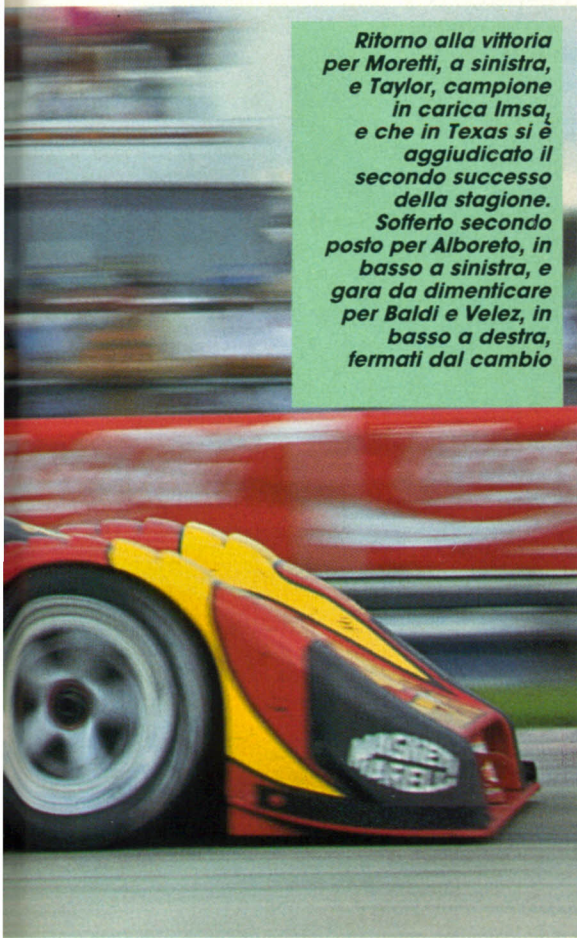 Ritorno alla vittoria
per Moretti, a sinistra,
e Taylor, campione
in carica Imsa,
e che in Texas si è
aggiudicato il
secondo successo
della stagione.
Sofferto secondo
posto per Alboreto, in
basso a sinistra, e
gara da dimenticare
per Baldi e Velez, in
basso a destra,
fermati dal cambio
MAGNETI
MARELLI